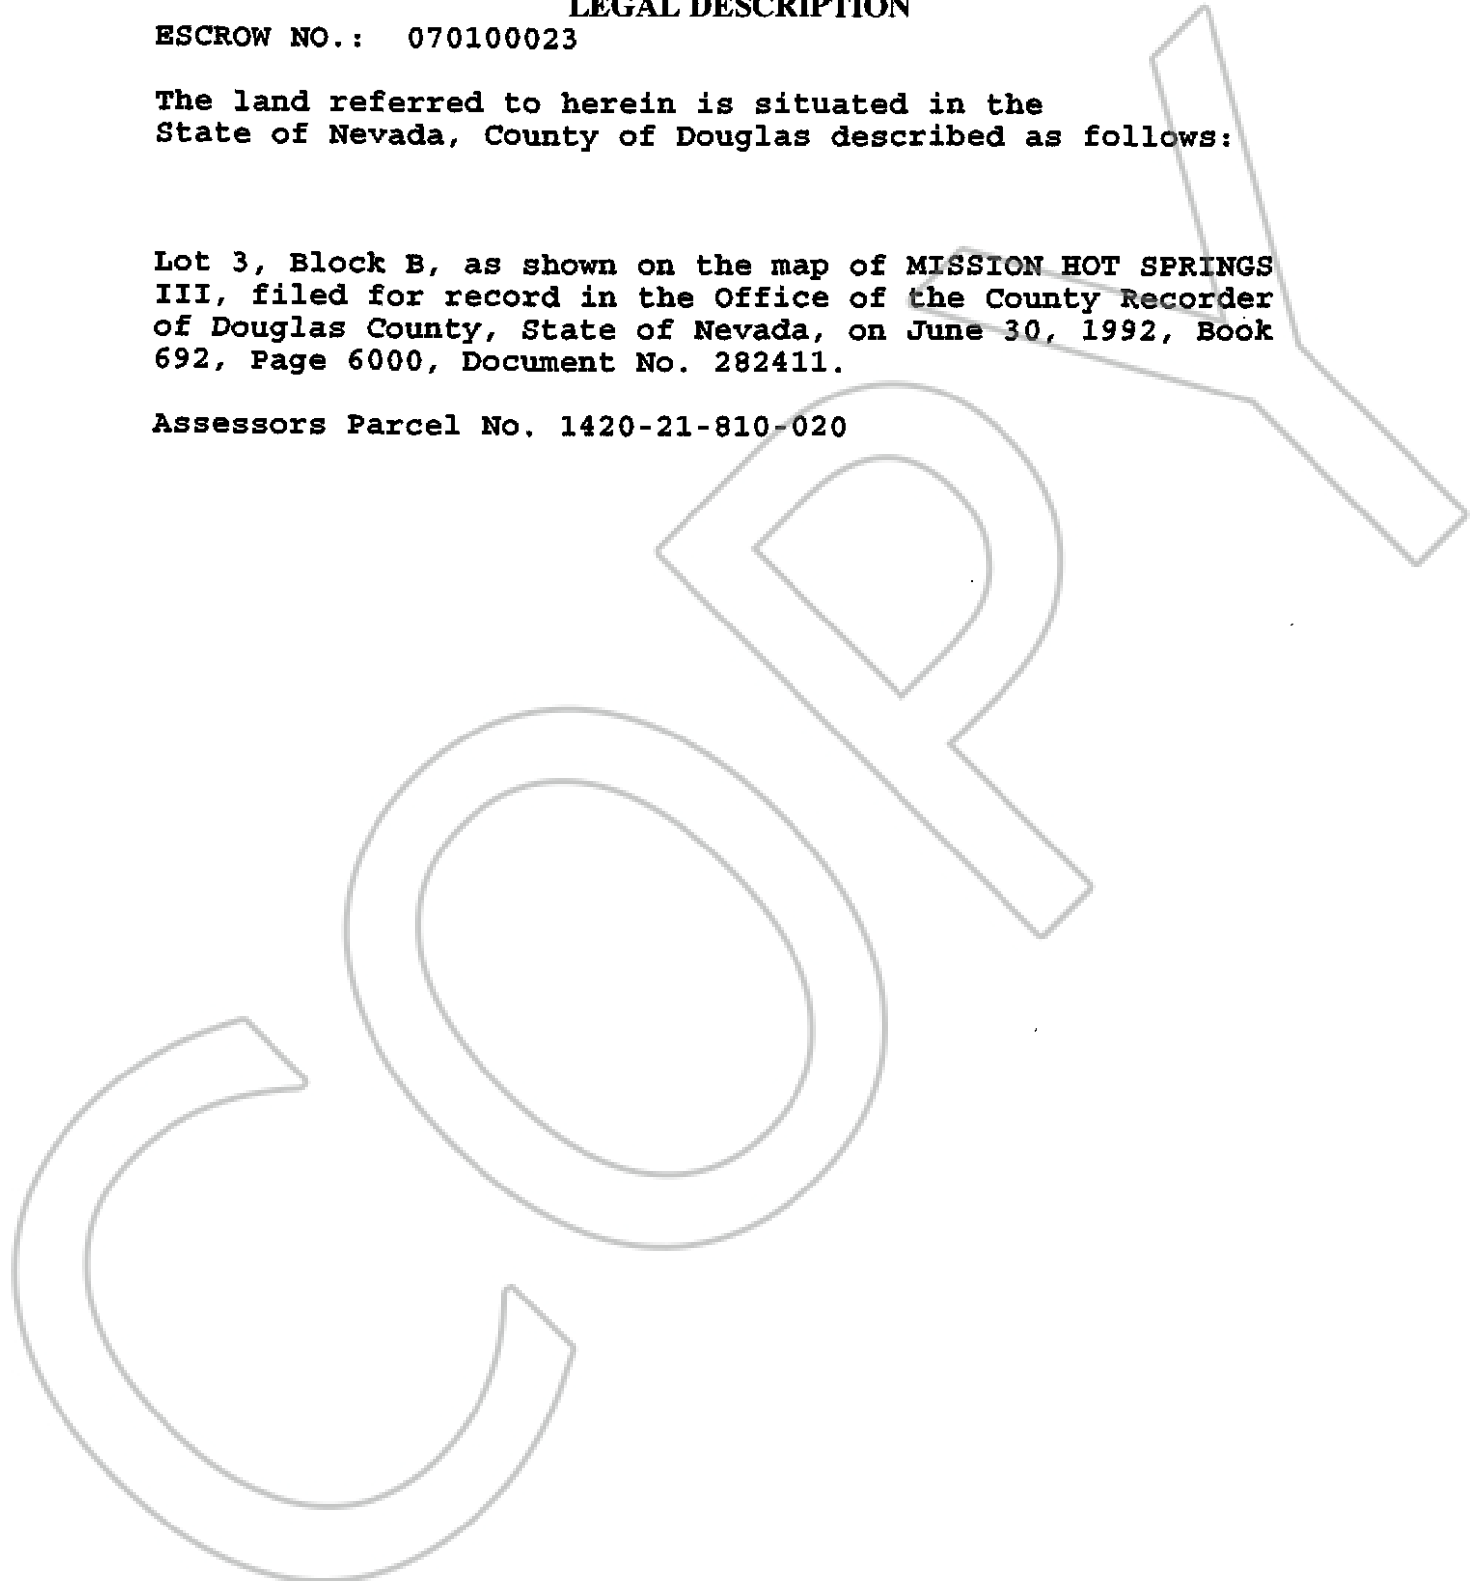 LEGAL DESCRIPTION
ESCROW NO.: 070100023
The land referred to herein is situated in the
State of Nevada, County of Douglas described as follows:
Lot 3, Block B, as shown on the map of MISSION HOT SPRINGS
III, filed for record in the Office of the County Recorder
of Douglas County, State of Nevada, on June 30, 1992, Book
692, Page 6000, Document No. 282411.
Assessors Parcel No. 1420-21-810-020
COPY